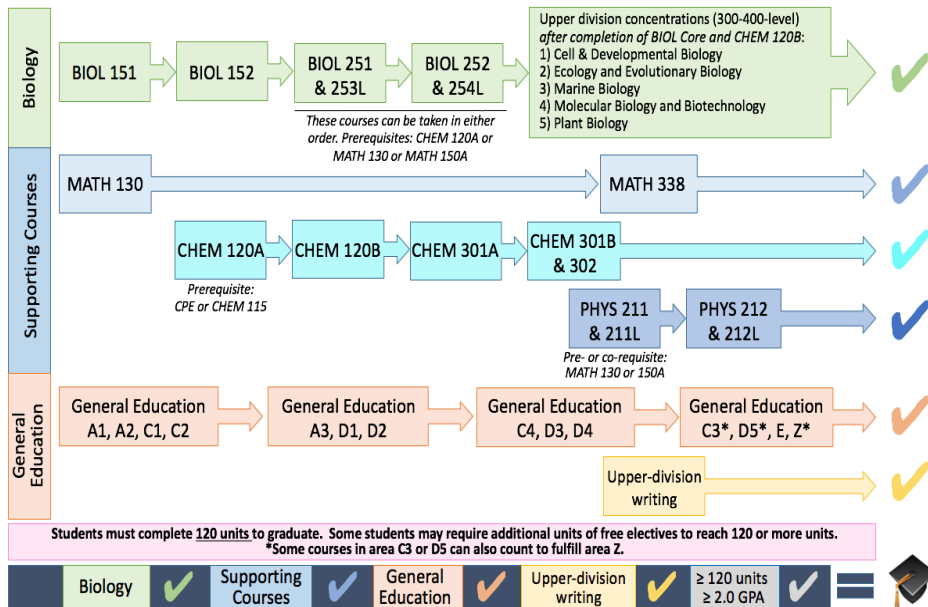 Biology
BIOL 151
BIOL 152
BIOL 251
& 253L
BIOL 252
& 254L
These courses can be taken in either
order. Prerequisites: CHEM 120A or
MATH 130 or MATH 150A
Upper division concentrations (300-400-level)
after completion of BIOL Core and CHEM 120B:
1) Cell & Developmental Biology
2) Ecology and Evolutionary Biology
3) Marine Biology
4) Molecular Biology and Biotechnology
5) Plant Biology
Supporting Courses
MATH 130
MATH 338
CHEM 120A
Prerequisite:
CPE or CHEM 115
CHEM 120B
CHEM 301A
CHEM 301B
& 302
PHYS 211
& 211L
Pre- or co-requisite:
MATH 130 or 150A
PHYS 212
& 212L
General
Education
General Education
A1, A2, C1, C2
General Education
A3, D1, D2
General Education
C4, D3, D4
General Education
C3*, D5*, E, Z*
Upper-division
writing
Students must complete 120 units to graduate. Some students may require additional units of free electives to reach 120 or more units.
*Some courses in area C3 or D5 can also count to fulfill area Z.
Biology
Supporting
Courses
General
Education
Upper-division
writing
≥ 120 units
≥ 2.0 GPA
=